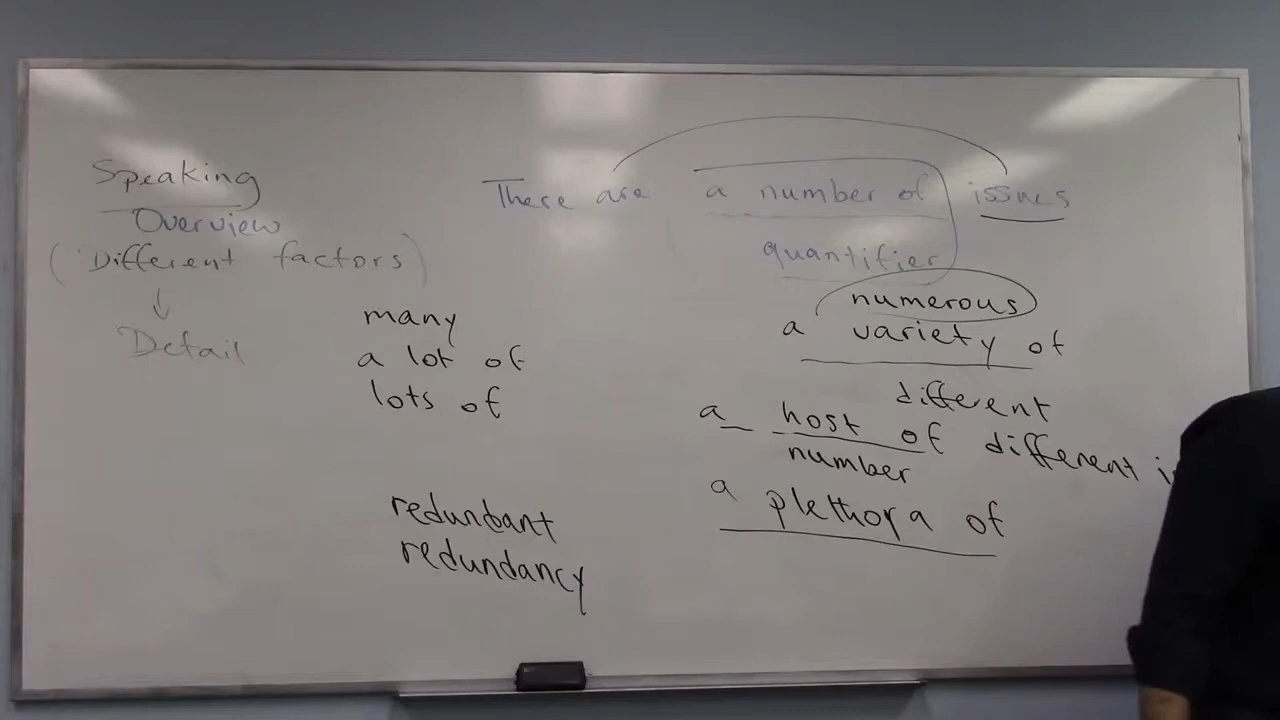 Speaking
Overview
(Different factors)
↓
Detail
many
a lot of
lots of
redundant
redundancy
There are a number of issues
quantifier
numerous
a variety of
different
a host of different
number
a plethora of